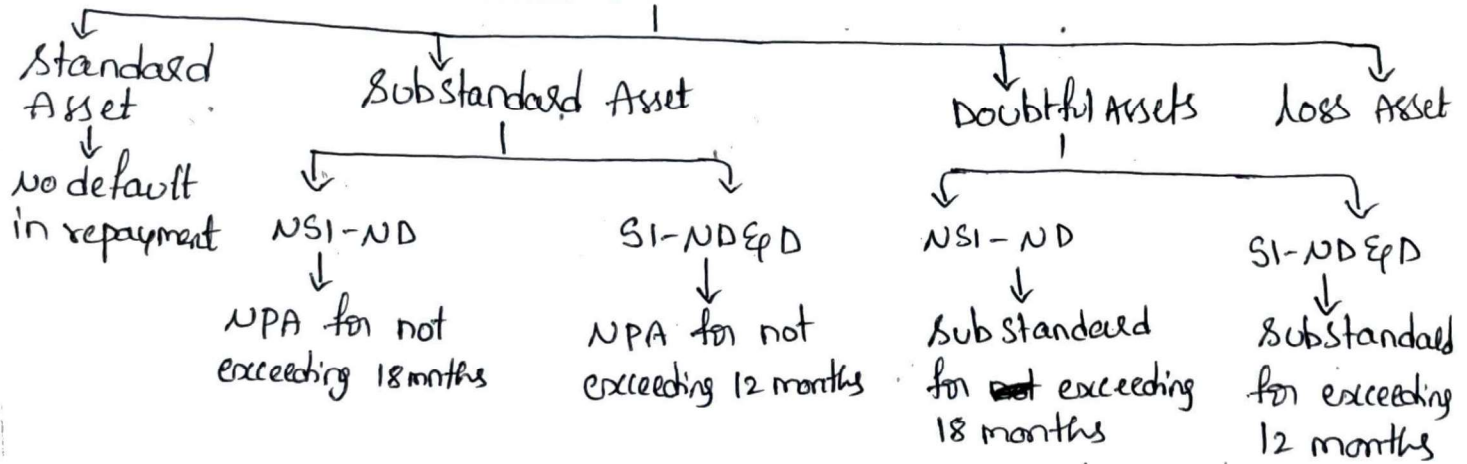 Standard
Asset
No default
in repayment
Substandard Asset
NSI-ND
NPA for not
exceeding 18 mnths
SI-ND & D
NPA for not
exceeding 12 months
Doubtful Assets
NSI-ND
Substandard
for exceeding
18 months
SI-ND & D
Substandard
for exceeding
12 months
Loss Asset